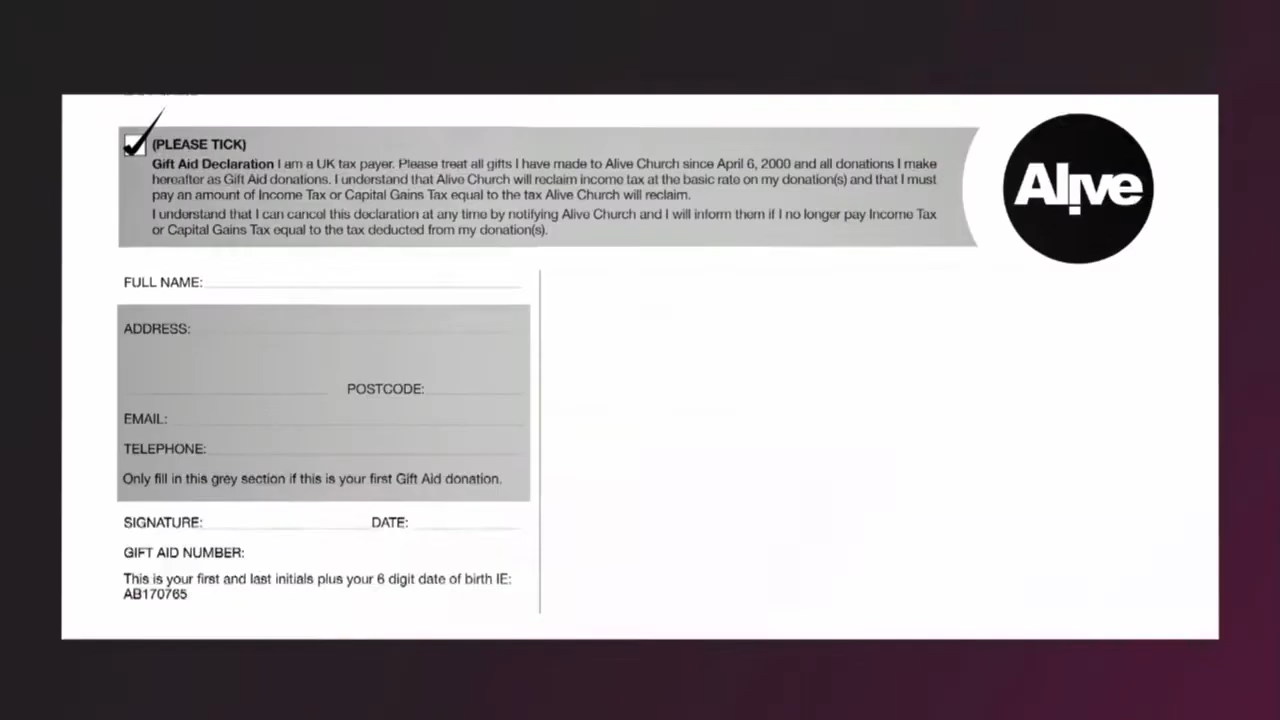 (PLEASE TICK)
Gift Aid Declaration I am a UK tax payer. Please treat all gifts I have made to Alive Church since April 6, 2000 and all donations I make
hereafter as Gift Aid donations. I understand that Alive Church will reclaim income tax at the basic rate on my donation(s) and that I must
pay an amount of Income Tax or Capital Gains Tax equal to the tax Alive Church will reclaim.
I understand that I can cancel this declaration at any time by notifying Alive Church and I will inform them if I no longer pay Income Tax
or Capital Gains Tax equal to the tax deducted from my donation(s).
Al!ve
FULL NAME:
ADDRESS:
POSTCODE:
EMAIL:
TELEPHONE:
Only fill in this grey section if this is your first Gift Aid donation.
SIGNATURE: DATE:
GIFT AID NUMBER:
This is your first and last initials plus your 6 digit date of birth IE:
AB170765